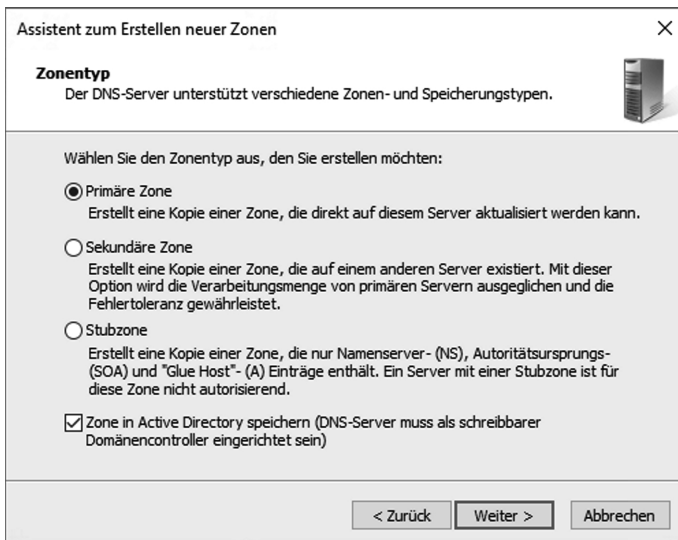 Assistent zum Erstellen neuer Zonen
Zonentyp
Der DNS-Server unterstützt verschiedene Zonen- und Speicherungstypen.
Wählen Sie den Zonentyp aus, den Sie erstellen möchten:
Primäre Zone
Erstellt eine Kopie einer Zone, die direkt auf diesem Server aktualisiert werden kann.
Sekundäre Zone
Erstellt eine Kopie einer Zone, die auf einem anderen Server existiert. Mit dieser
Option wird die Verarbeitungsmenge von primären Servern ausgeglichen und die
Fehlertoleranz gewährleistet.
Stubzone
Erstellt eine Kopie einer Zone, die nur Namenserver- (NS), Autoritätsursprungs-
(SOA) und "Glue Host"- (A) Einträge enthält. Ein Server mit einer Stubzone ist für
diese Zone nicht autorisierend.
Zone in Active Directory speichern (DNS-Server muss als schreibbarer
Domänencontroller eingerichtet sein)
< Zurück Weiter > Abbrechen